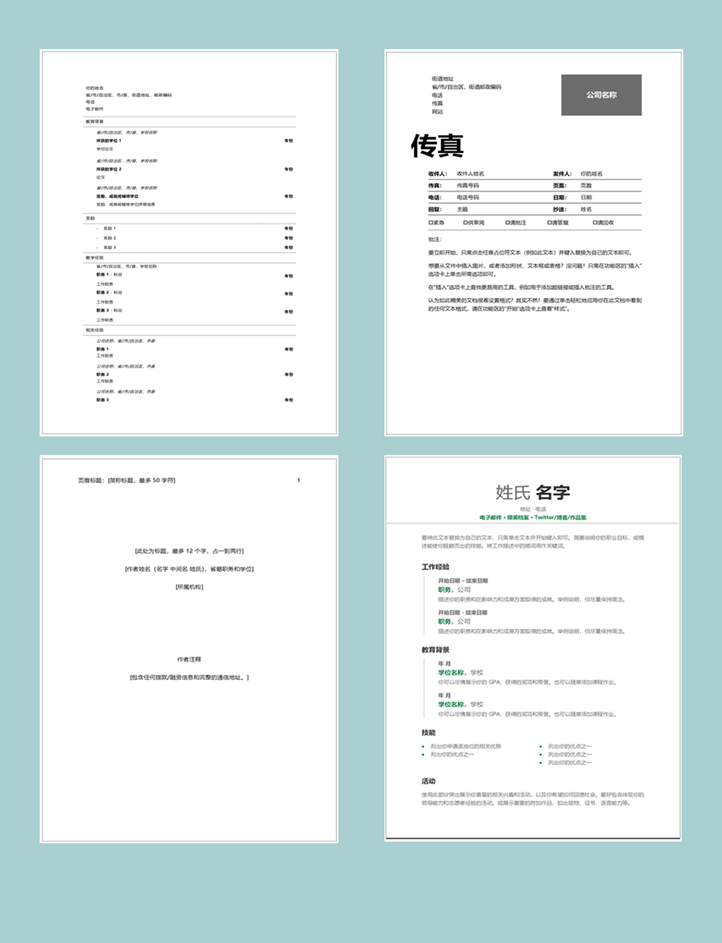 你的姓名
省/市/自治区、市/县、街道地址、邮政编码
电话
电子邮件
教育背景
省/市/自治区、市/县、学校名称
所获的学位 1 年份
学位论文
省/市/自治区、市/县、学校名称
所获的学位 2 年份
论文
省/市/自治区、市/县、学校名称
奖励、成就或辅修学位 年份
奖励、成就或辅修学位详细信息
奖励
- 奖励 1 年份
- 奖励 2 年份
- 奖励 3 年份
教学经验
省/市/自治区、市/县、学校名称
职务 1 - 科目 年份
工作职责
职务 2 - 科目 年份
工作职责
职务 3 - 科目 年份
工作职责
相关经验
公司名称、省/市/自治区、市县
职务 1 年份
工作职责
公司名称、省/市/自治区、市县
职务 2 年份
工作职责
公司名称、省/市/自治区、市县
职务 3 年份
街道地址
省/市/自治区、街道邮政编码
电话
传真
网站
公司名称
传真
收件人: 收件人姓名 发件人: 你的姓名
传真: 传真号码 页面: 页数
电话: 电话号码 日期: 日期
回复: 主题 抄送: 姓名
☐紧急 ☐供审阅 ☐请批注 ☐请答复 ☐请回收
批注:
要立即开始，只需点击任意占位符文本（例如此文本）并键入替换为自己的文本即可。
想要从文件中插入图片，或者添加形状、文本框或表格？没问题！只需在功能区的"插入"
选项卡上单击所需选项即可。
在"插入"选项卡上查找更易用的工具，例如用于添加超链接或插入批注的工具。
认为如此精美的文档很难设置格式？其实不然！要通过单击轻松地应用你在此文档中看到
的任何文本格式，请在功能区的"开始"选项卡上查看"样式"。
页眉标题： [简称标题，最多 50 字符] 1
[此处为标题，最多 12 个字，占一到两行]
[作者姓名（名字 中间名 姓氏），省略职务和学位]
[所属机构]
作者注释
[包含任何拨款/融资信息和完整的通信地址。]
姓氏 名字
地址 · 电话
电子邮件 · 领英档案 · Twitter/博客/作品集
要将此文本替换为自己的文本，只需单击文本并开始键入即可。简要说明你的职业目标，或概
述能使你脱颖而出的技能。将工作描述中的措词用作关键词。
工作经验
开始日期 – 结束日期
职务，公司
描述你的职责和在影响力和成果方面取得的成就。举例说明，但尽量保持简洁。
开始日期 - 结束日期
职务，公司
描述你的职责和在影响力和成果方面取得的成就。举例说明，但尽量保持简洁。
教育背景
年 月
学位名称，学校
你可以尽情展示你的 GPA、获得的奖项和荣誉。也可以随意添加课程作业。
年 月
学位名称，学校
你可以尽情展示你的 GPA、获得的奖项和荣誉。也可以随意添加课程作业。
技能
• 列出你申请该岗位的相关优势 • 列出你的优点之一
• 列出你的优点之一 • 列出你的优点之一
• 列出你的优点之一
活动
使用此部分突出展示你喜爱的相关兴趣和活动，以及你希望如何回馈社会。最好包含体现你的
领导能力和志愿者经验的活动。或展示重要的附加作品，如出版物、证书、语言能力等。